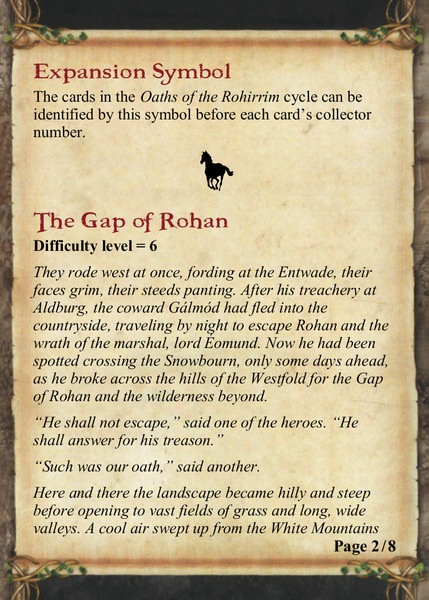 Expansion Symbol
The cards in the Oaths of the Rohirrim cycle can be
identified by this symbol before each card's collector
number.
The Gap of Rohan
Difficulty level = 6
They rode west at once, fording at the Entwade, their
faces grim, their steeds panting. After his treachery at
Aldburg, the coward Gálmód had fled into the
countryside, traveling by night to escape Rohan and the
wrath of the marshal, lord Éomund. Now he had been
spotted crossing the Snowbourn, only some days ahead,
as he broke across the hills of the Westfold for the Gap
of Rohan and the wilderness beyond.
“He shall not escape,” said one of the heroes. “He
shall answer for his treason.”
“Such was our oath,” said another.
Here and there the landscape became hilly and steep
before opening to vast fields of grass and long, wide
valleys. A cool air swept up from the White Mountains
Page 2/8